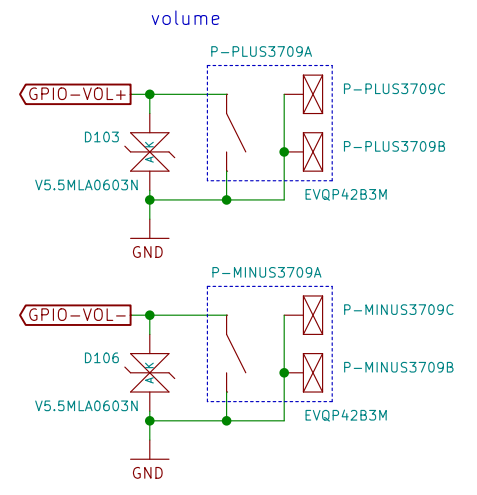 volume
P-PLUS3709A
GPIO-VOL+
P-PLUS3709C
D103
A K
P-PLUS3709B
V5.5MLA0603N
EVQP42B3M
GND
P-MINUS3709A
GPIO-VOL-
P-MINUS3709C
D106
A K
P-MINUS3709B
V5.5MLA0603N
EVQP42B3M
GND